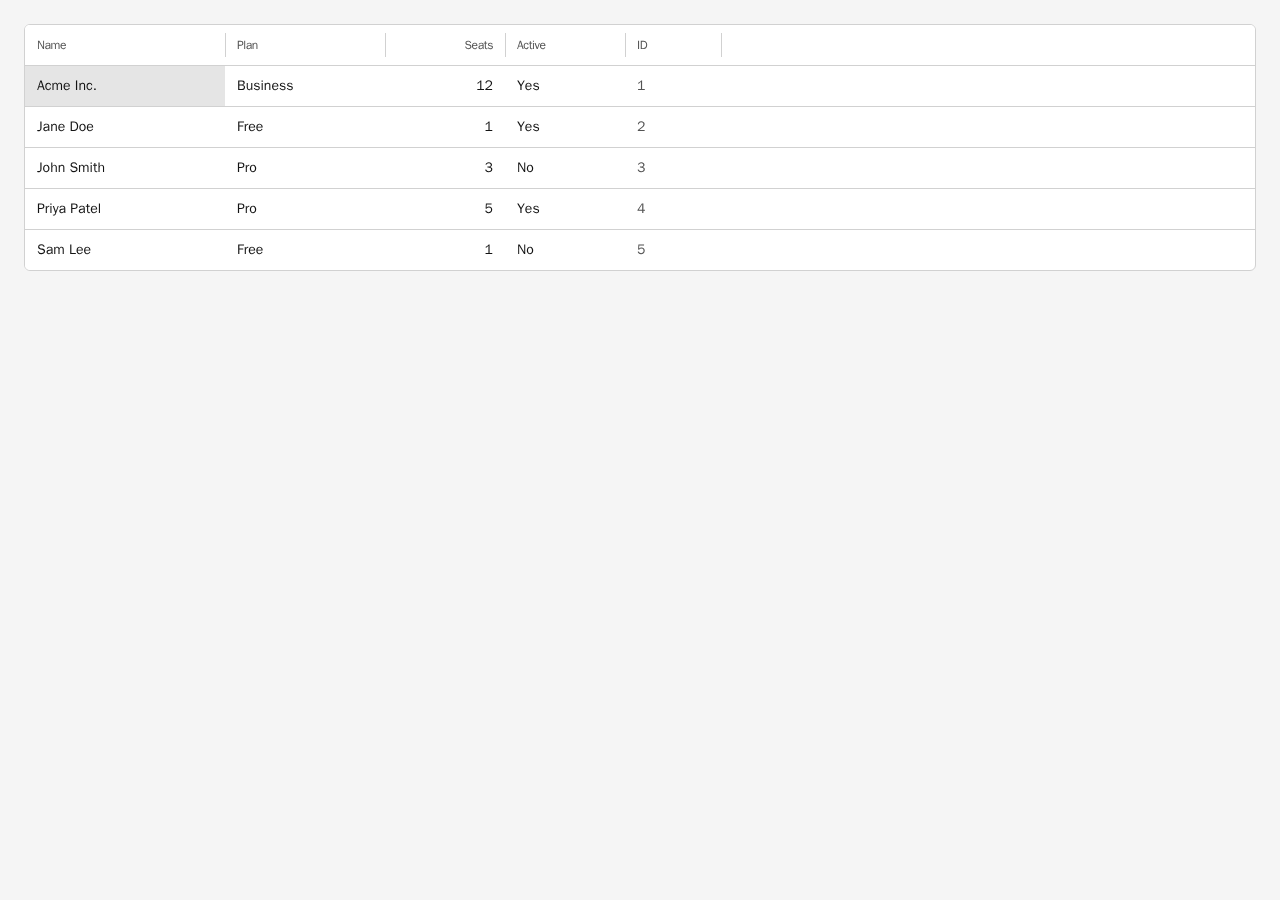 Name Plan Seats Active ID
Acme Inc. Business 12 Yes 1
Jane Doe Free 1 Yes 2
John Smith Pro 3 No 3
Priya Patel Pro 5 Yes 4
Sam Lee Free 1 No 5